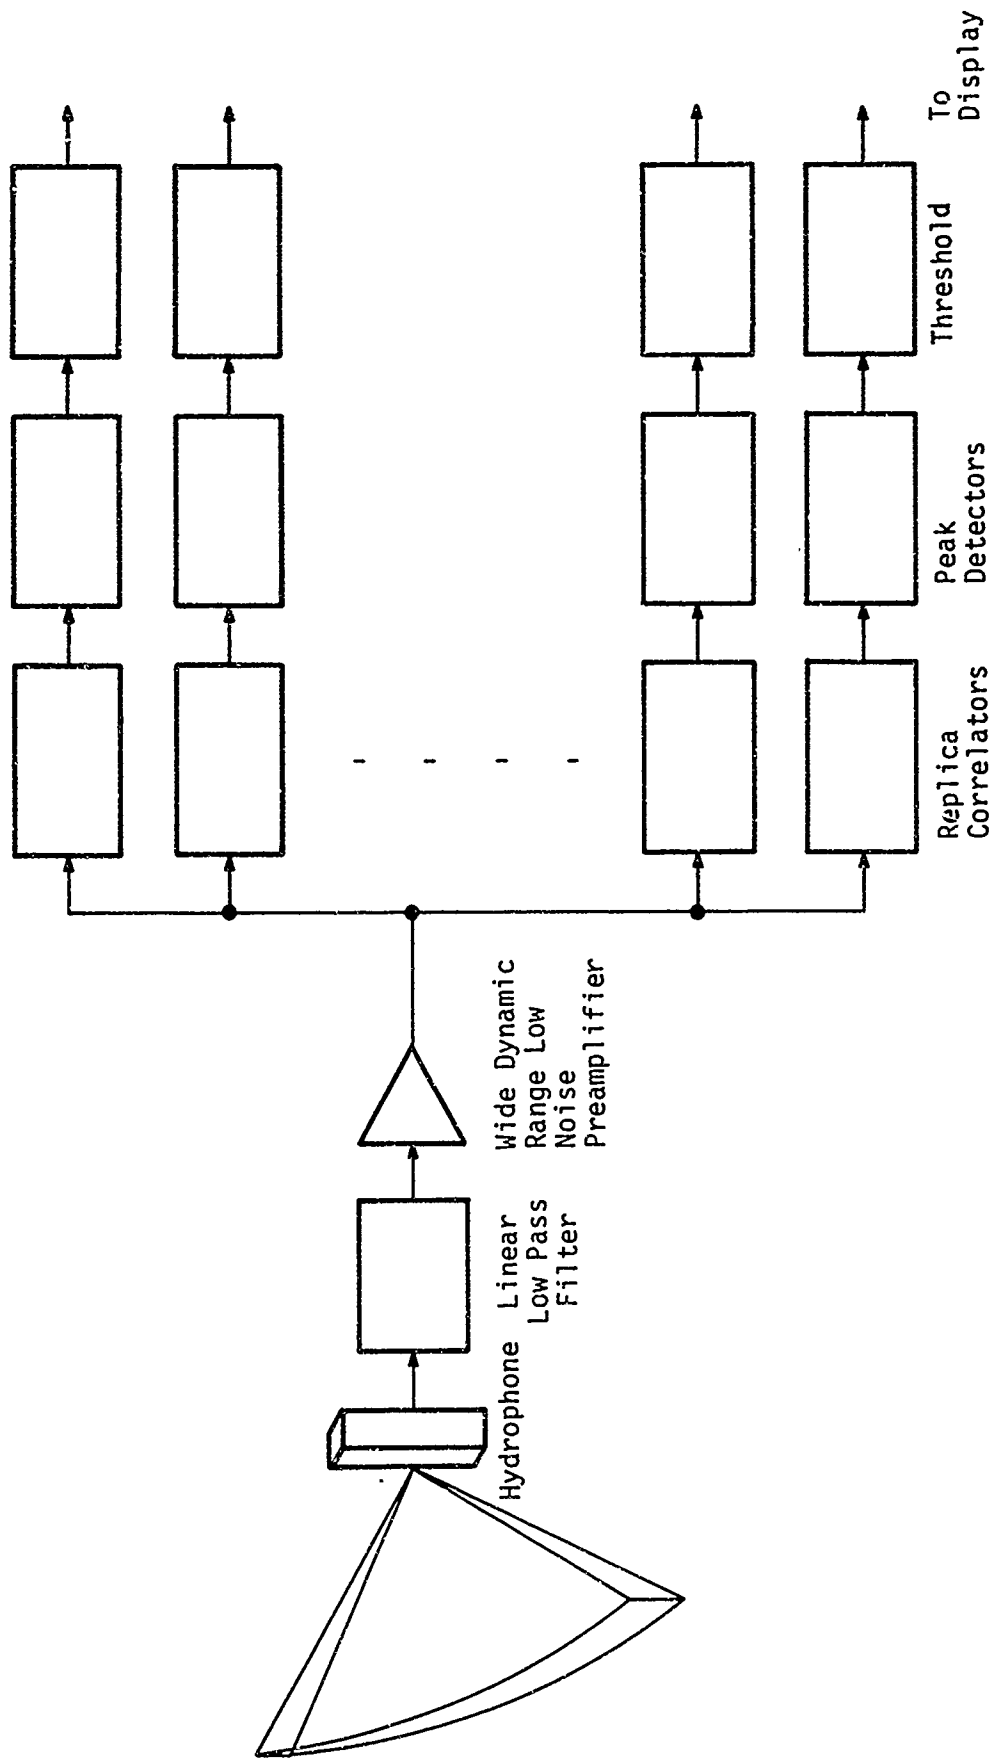 Hydrophone
Linear
Low Pass
Filter
Wide Dynamic
Range Low
Noise
Preamplifier
Replica
Correlators
Peak
Detectors
Threshold
To
Display